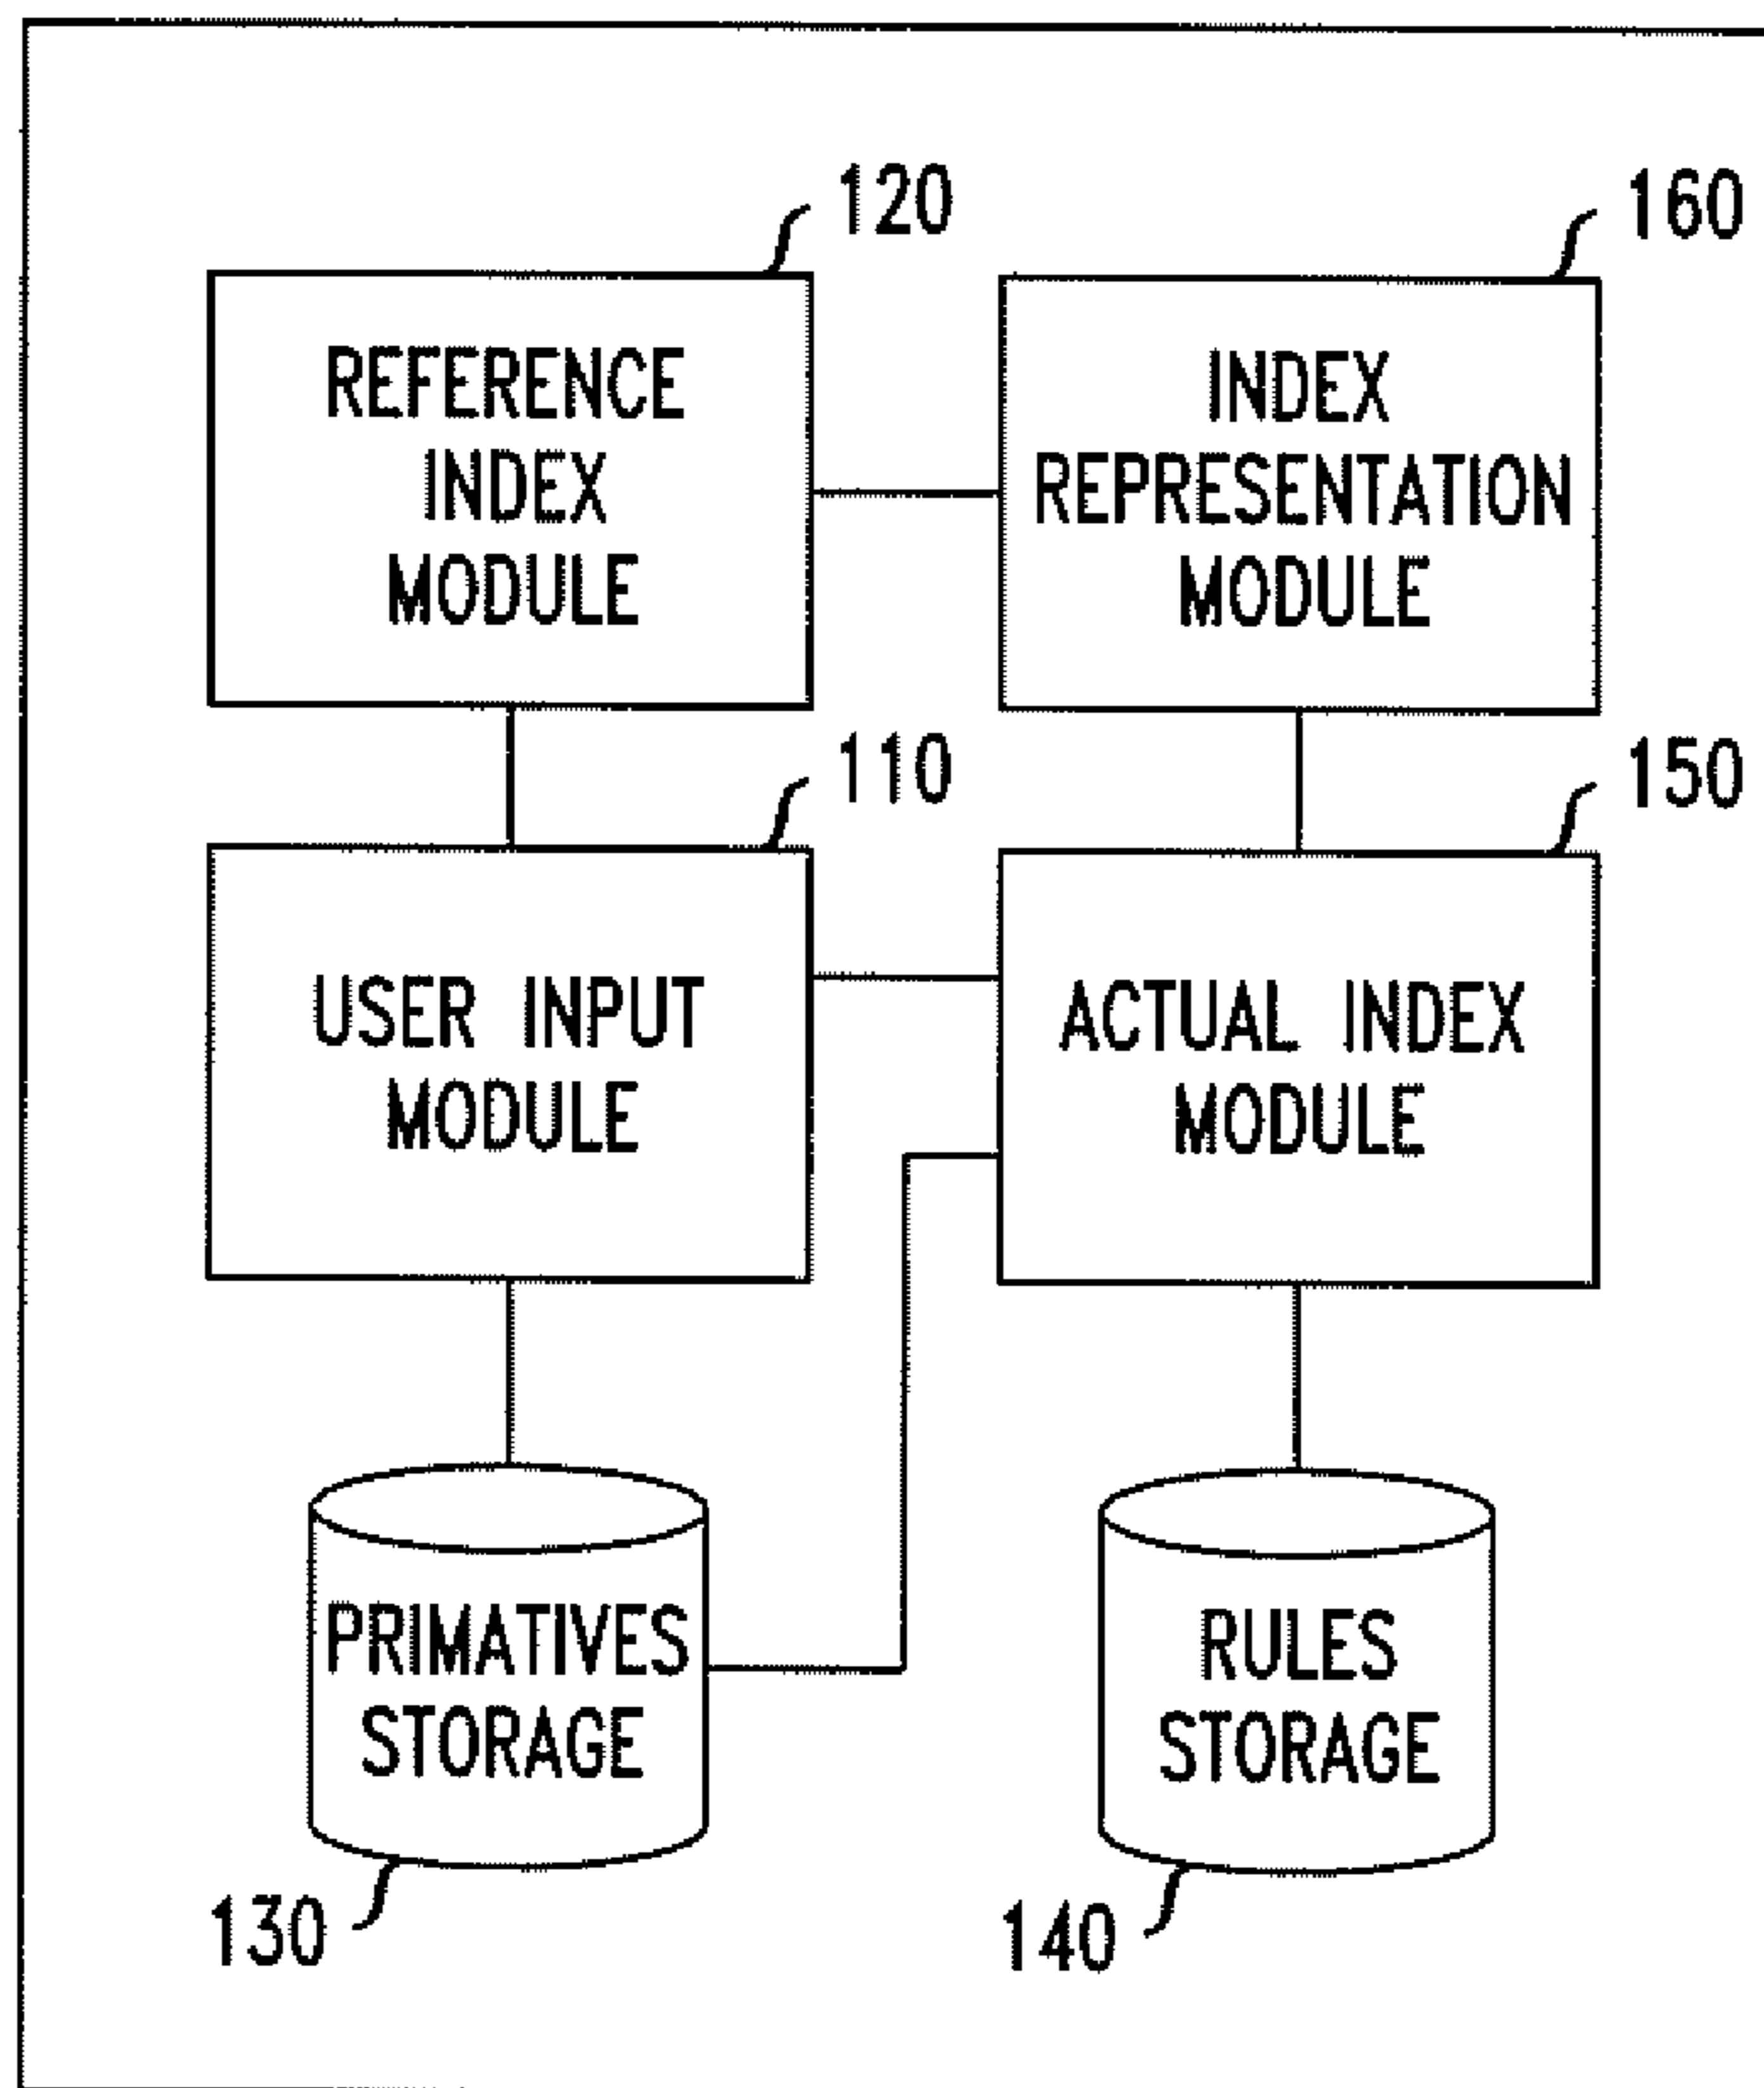 120
160
REFERENCE
INDEX
MODULE
INDEX
REPRESENTATION
MODULE
110
150
USER INPUT
MODULE
ACTUAL INDEX
MODULE
PRIMATIVES
STORAGE
RULES
STORAGE
130
140